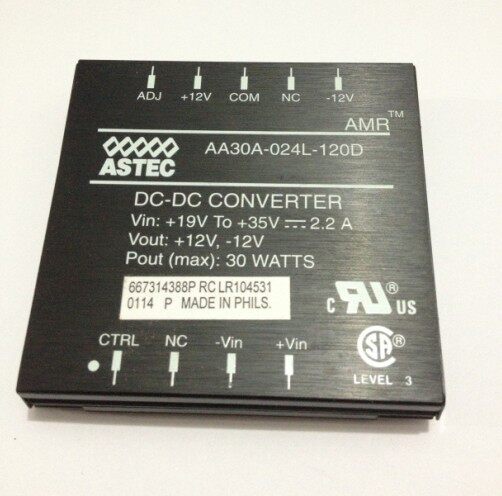 ADJ +12V COM NC -12V
AMR™
ASTEC AA30A-024L-120D
DC-DC CONVERTER
Vin: +19V To +35V ⎓ 2.2 A
Vout: +12V, -12V
Pout (max): 30 WATTS
667314388P RC LR104531
0114 P MADE IN PHILS.
C RU® US
CTRL NC -Vin +Vin
SA®
LEVEL 3